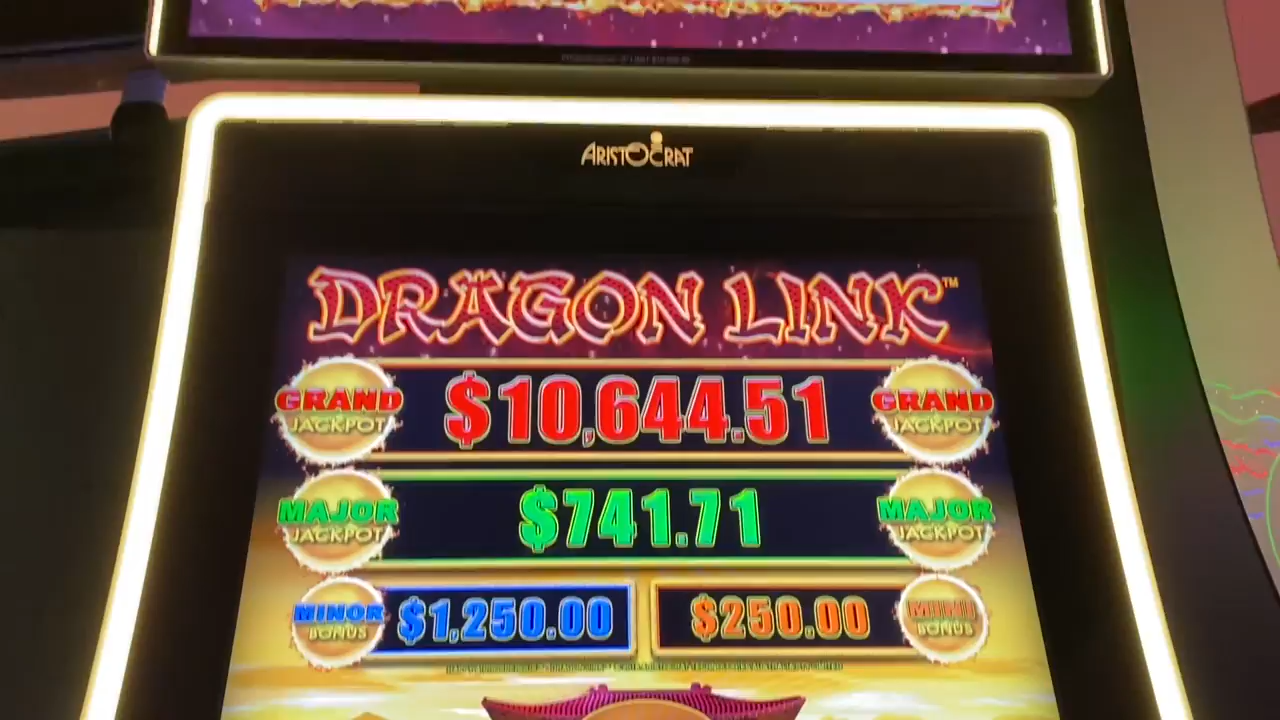 ARISTOCRAT
DRAGON LINK™
GRAND JACKPOT $10,644.51 GRAND JACKPOT
MAJOR JACKPOT $741.71 MAJOR JACKPOT
MINOR BONUS $1,250.00 $250.00 MINI BONUS